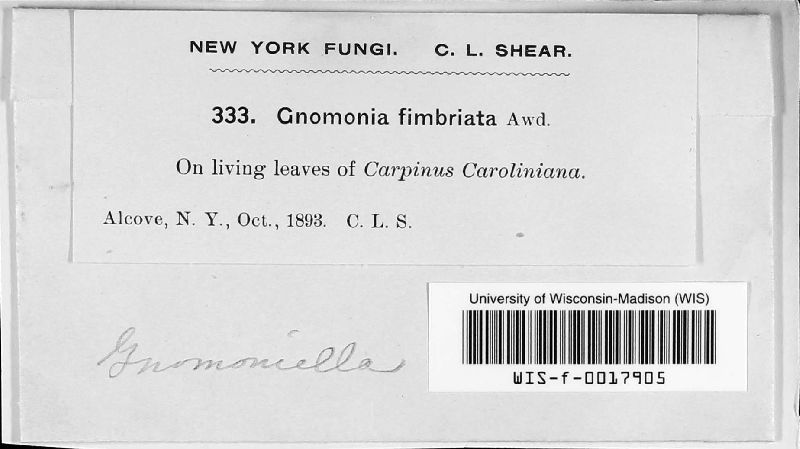 NEW YORK FUNGI. C. L. SHEAR.
333. Gnomonia fimbriata Awd.
On living leaves of Carpinus Caroliniana.
Alcove, N. Y., Oct., 1893. C. L. S.
University of Wisconsin-Madison (WIS)
WIS-f-0017905
Gnomoniella